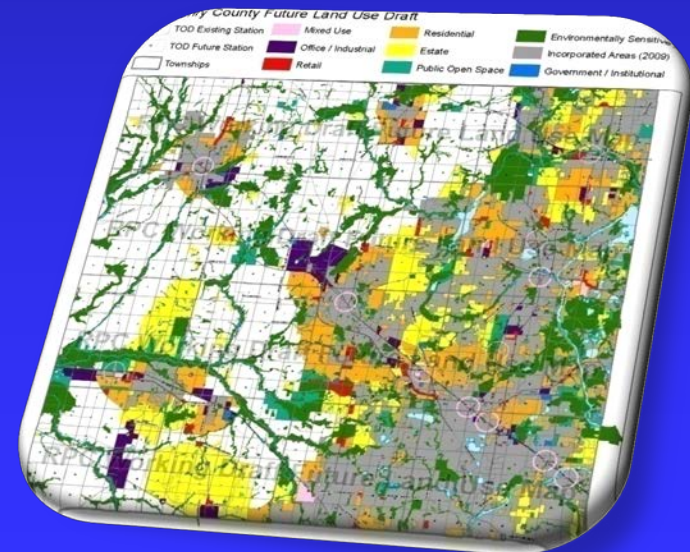 County Future Land Use Draft
TOD Existing Station Mixed Use Residential Environmentally
TOD Future Station Office / Industrial Estate Incorporated Areas (2009)
Townships Retail Public Open Space Government / Institutional
RPC Working Draft Future Land Use Map
RPC Working Draft Future Land Use Map
RPC Working Draft Future Land Use Map
RPC Working Draft Future Land Use Map